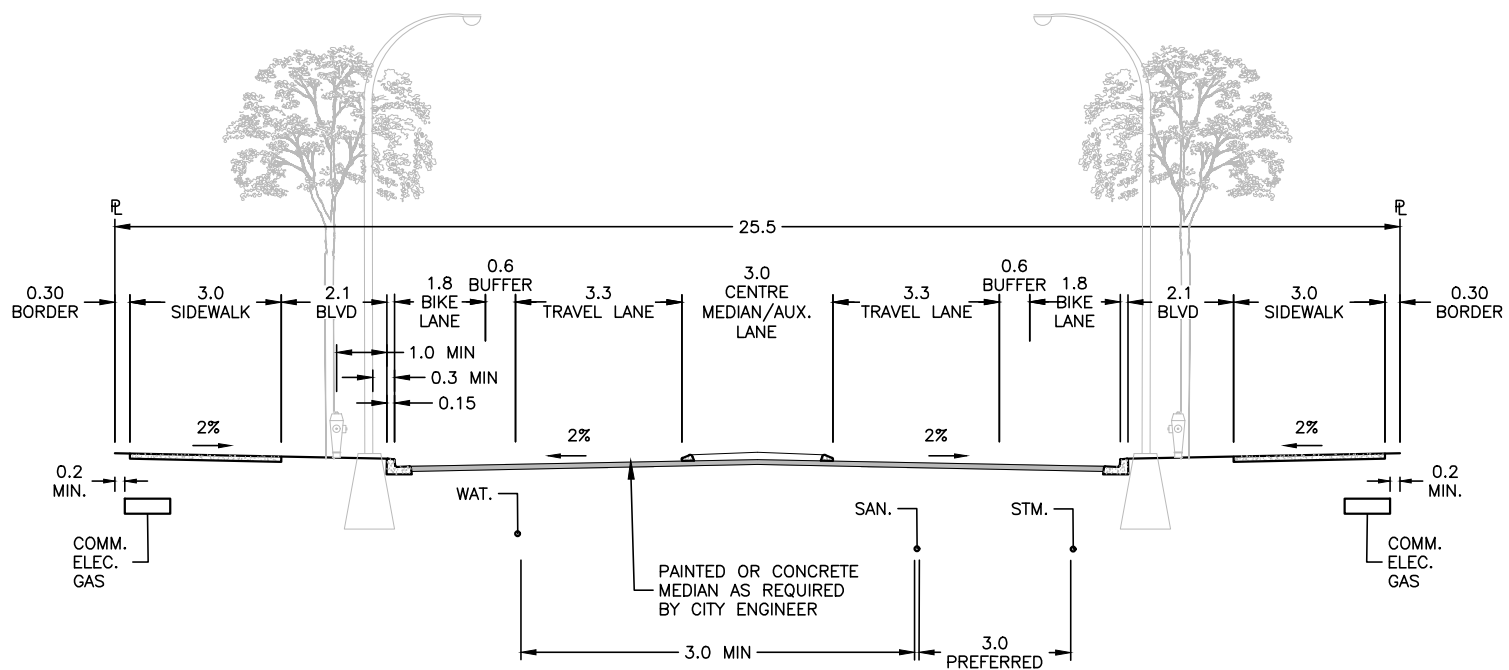 ℄ ℄
25.5
0.30
BORDER
3.0
SIDEWALK
2.1
BLVD
1.8
BIKE
LANE
0.6
BUFFER
3.3
TRAVEL LANE
3.0
CENTRE
MEDIAN/AUX.
LANE
3.3
TRAVEL LANE
0.6
BUFFER
1.8
BIKE
LANE
2.1
BLVD
3.0
SIDEWALK
0.30
BORDER
1.0 MIN
0.3 MIN
0.15
2%
2%
2%
2%
0.2
MIN.
0.2
MIN.
WAT.
SAN.
STM.
COMM.
ELEC.
GAS
PAINTED OR CONCRETE
MEDIAN AS REQUIRED
BY CITY ENGINEER
COMM.
ELEC.
GAS
3.0 MIN
3.0
PREFERRED